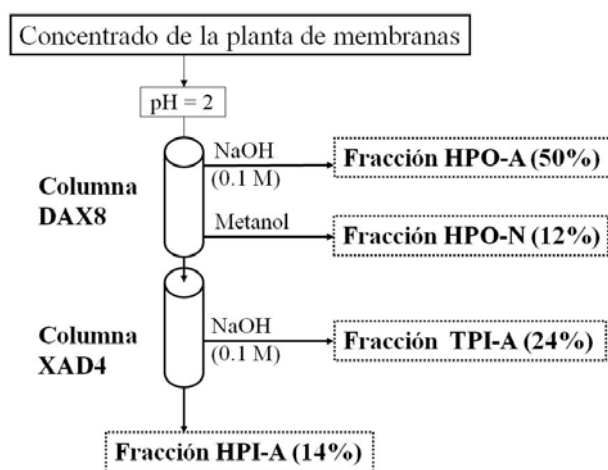 Concentrado de la planta de membranas
pH = 2
NaOH
(0.1 M)
Fracción HPO-A (50%)
Columna
DAX8
Metanol
Fracción HPO-N (12%)
Columna
XAD4
NaOH
(0.1 M)
Fracción TPI-A (24%)
Fracción HPI-A (14%)